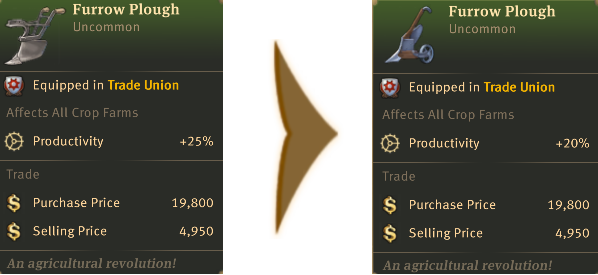 Furrow Plough
Uncommon
Equipped in Trade Union
Affects All Crop Farms
Productivity +25%
Trade
Purchase Price 19,800
Selling Price 4,950
An agricultural revolution!
Furrow Plough
Uncommon
Equipped in Trade Union
Affects All Crop Farms
Productivity +20%
Trade
Purchase Price 19,800
Selling Price 4,950
An agricultural revolution!